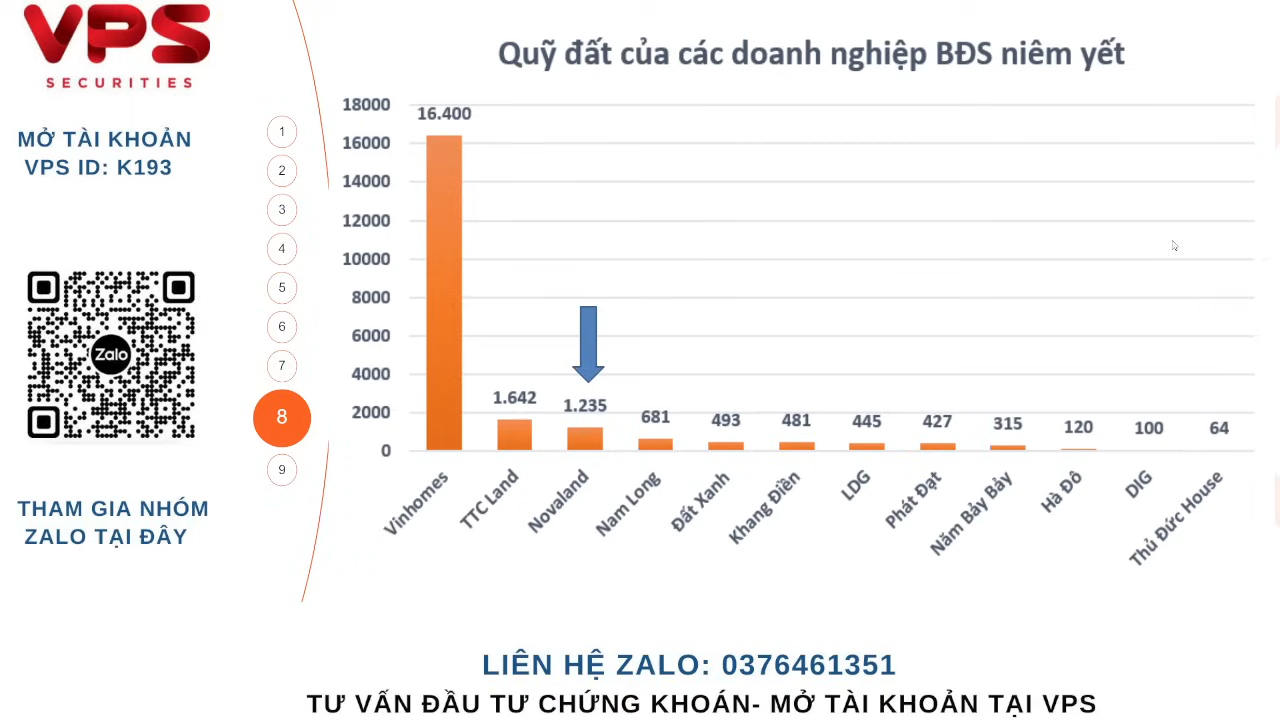 VPS
SECURITIES
MỞ TÀI KHOẢN
VPS ID: K193
Zalo
THAM GIA NHÓM
ZALO TẠI ĐÂY
1
2
3
4
5
6
7
8
9
Quỹ đất của các doanh nghiệp BĐS niêm yết
18000
16000
14000
12000
10000
8000
6000
4000
2000
0
16.400
1.642
1.235
681
493
481
445
427
315
120
100
64
Vinhomes
TTC Land
Novaland
Nam Long
Đất Xanh
Khang Điền
LDG
Phát Đạt
Năm Bảy Bảy
Hà Đô
DIG
Thủ Đức House
LIÊN HỆ ZALO: 0376461351
TƯ VẤN ĐẦU TƯ CHỨNG KHOÁN- MỞ TÀI KHOẢN TẠI VPS